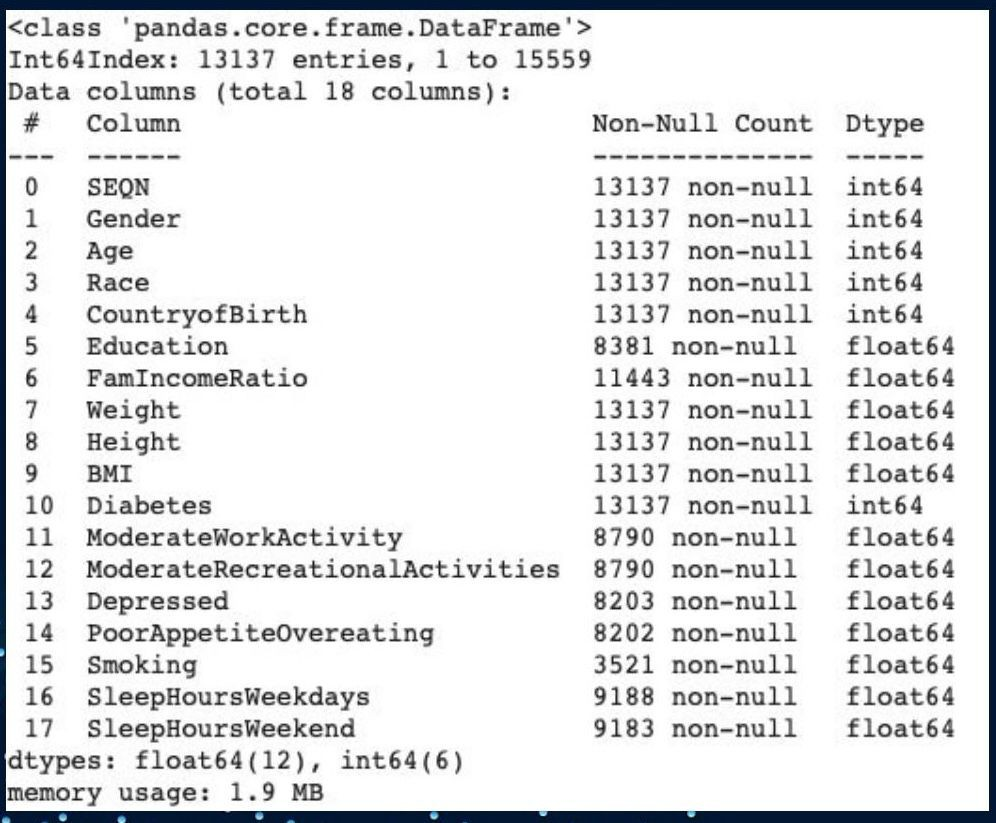 <class 'pandas.core.frame.DataFrame'>
Int64Index: 13137 entries, 1 to 15559
Data columns (total 18 columns):
 #   Column                           Non-Null Count  Dtype
---  ------                           --------------  -----
 0   SEQN                             13137 non-null  int64
 1   Gender                           13137 non-null  int64
 2   Age                              13137 non-null  int64
 3   Race                             13137 non-null  int64
 4   CountryofBirth                   13137 non-null  int64
 5   Education                        8381 non-null   float64
 6   FamIncomeRatio                   11443 non-null  float64
 7   Weight                           13137 non-null  float64
 8   Height                           13137 non-null  float64
 9   BMI                              13137 non-null  float64
 10  Diabetes                         13137 non-null  int64
 11  ModerateWorkActivity             8790 non-null   float64
 12  ModerateRecreationalActivities   8790 non-null   float64
 13  Depressed                        8203 non-null   float64
 14  PoorAppetiteOvereating           8202 non-null   float64
 15  Smoking                          3521 non-null   float64
 16  SleepHoursWeekdays               9188 non-null   float64
 17  SleepHoursWeekend                9183 non-null   float64
dtypes: float64(12), int64(6)
memory usage: 1.9 MB